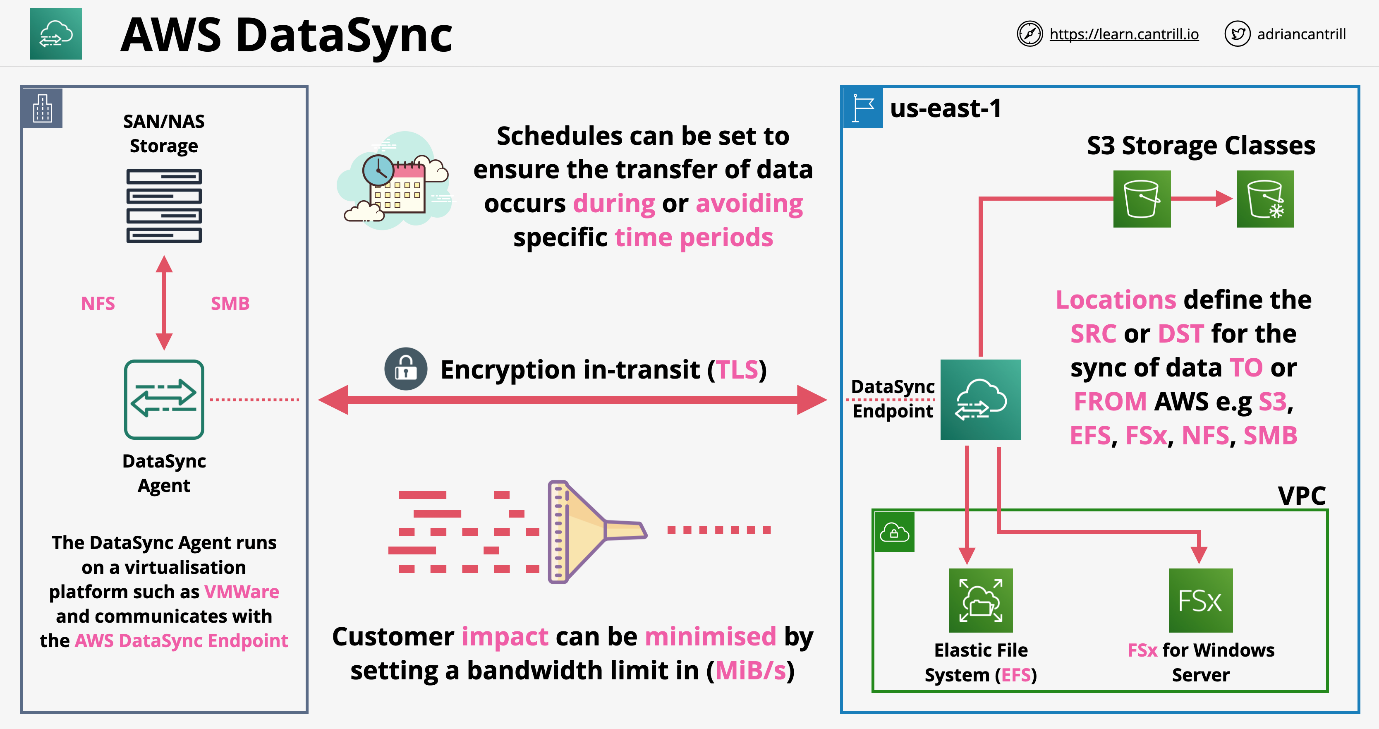 AWS DataSync
https://learn.cantrill.io
adriancantrill
SAN/NAS
Storage
NFS
SMB
DataSync
Agent
The DataSync Agent runs
on a virtualisation
platform such as VMWare
and communicates with
the AWS DataSync Endpoint
Schedules can be set to
ensure the transfer of data
occurs during or avoiding
specific time periods
Encryption in-transit (TLS)
Customer impact can be minimised by
setting a bandwidth limit in (MiB/s)
us-east-1
S3 Storage Classes
Locations define the
SRC or DST for the
sync of data TO or
FROM AWS e.g S3,
EFS, FSx, NFS, SMB
DataSync
Endpoint
VPC
Elastic File
System (EFS)
FSx
FSx for Windows
Server